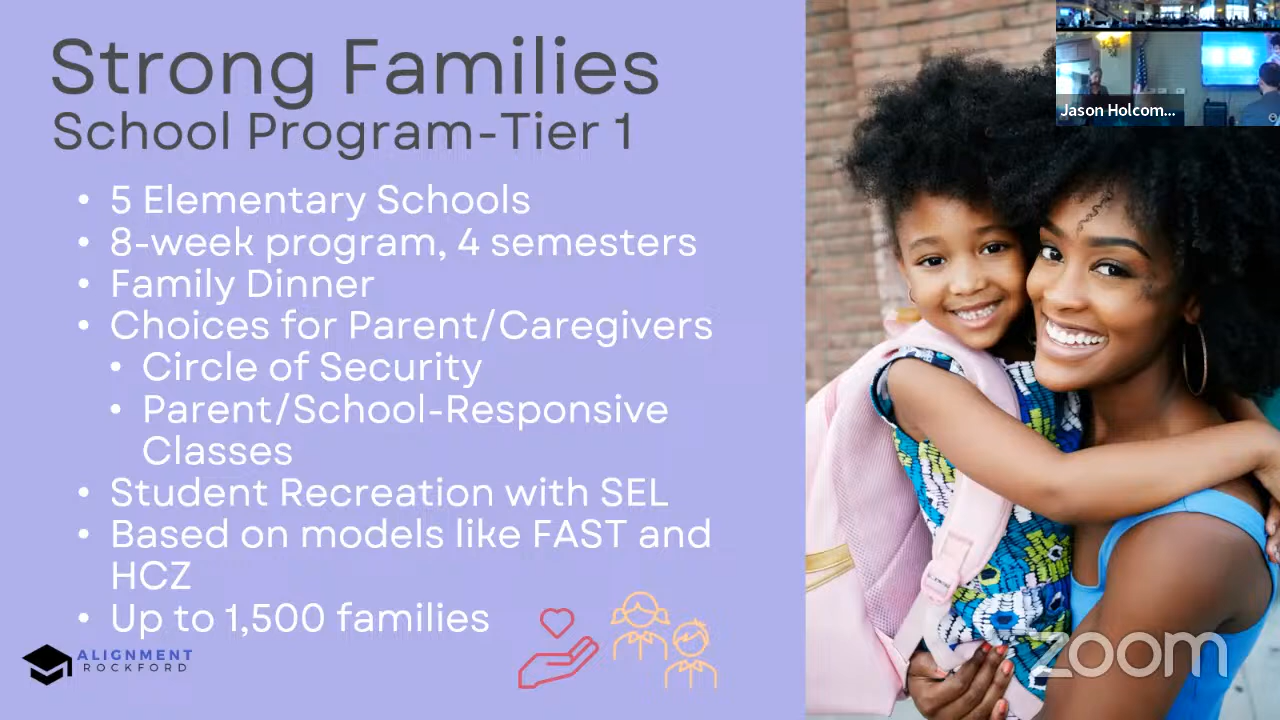 Strong Families
School Program-Tier 1
• 5 Elementary Schools
• 8-week program, 4 semesters
• Family Dinner
• Choices for Parent/Caregivers
• Circle of Security
• Parent/School-Responsive
Classes
• Student Recreation with SEL
• Based on models like FAST and
HCZ
• Up to 1,500 families
ALIGNMENT
ROCKFORD
Jason Holcom...
zoom